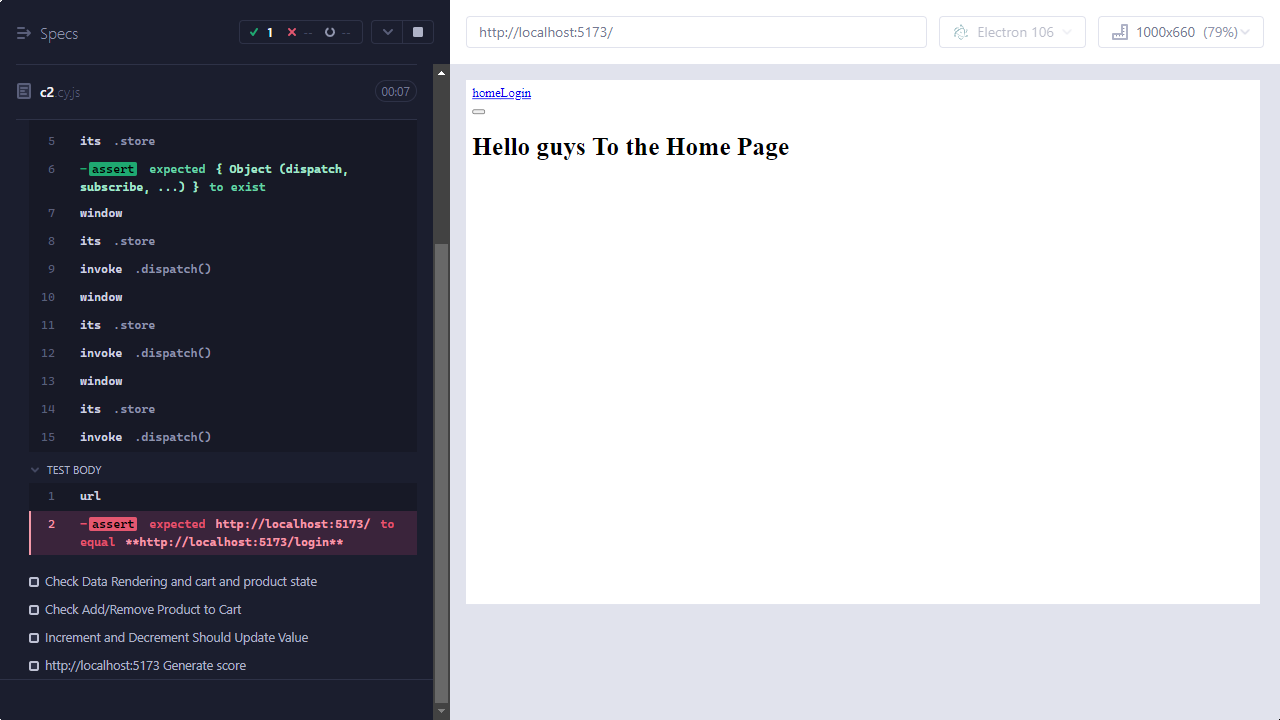 Specs
1 -- --
c2.cy.js
00:07
5 its .store
6 -assert expected { Object (dispatch,
subscribe, ...) } to exist
7 window
8 its .store
9 invoke .dispatch()
10 window
11 its .store
12 invoke .dispatch()
13 window
14 its .store
15 invoke .dispatch()
TEST BODY
1 url
2 -assert expected http://localhost:5173/ to
equal **http://localhost:5173/login**
Check Data Rendering and cart and product state
Check Add/Remove Product to Cart
Increment and Decrement Should Update Value
http://localhost:5173 Generate score
http://localhost:5173/
Electron 106
1000x660 (79%)
homeLogin
Hello guys To the Home Page